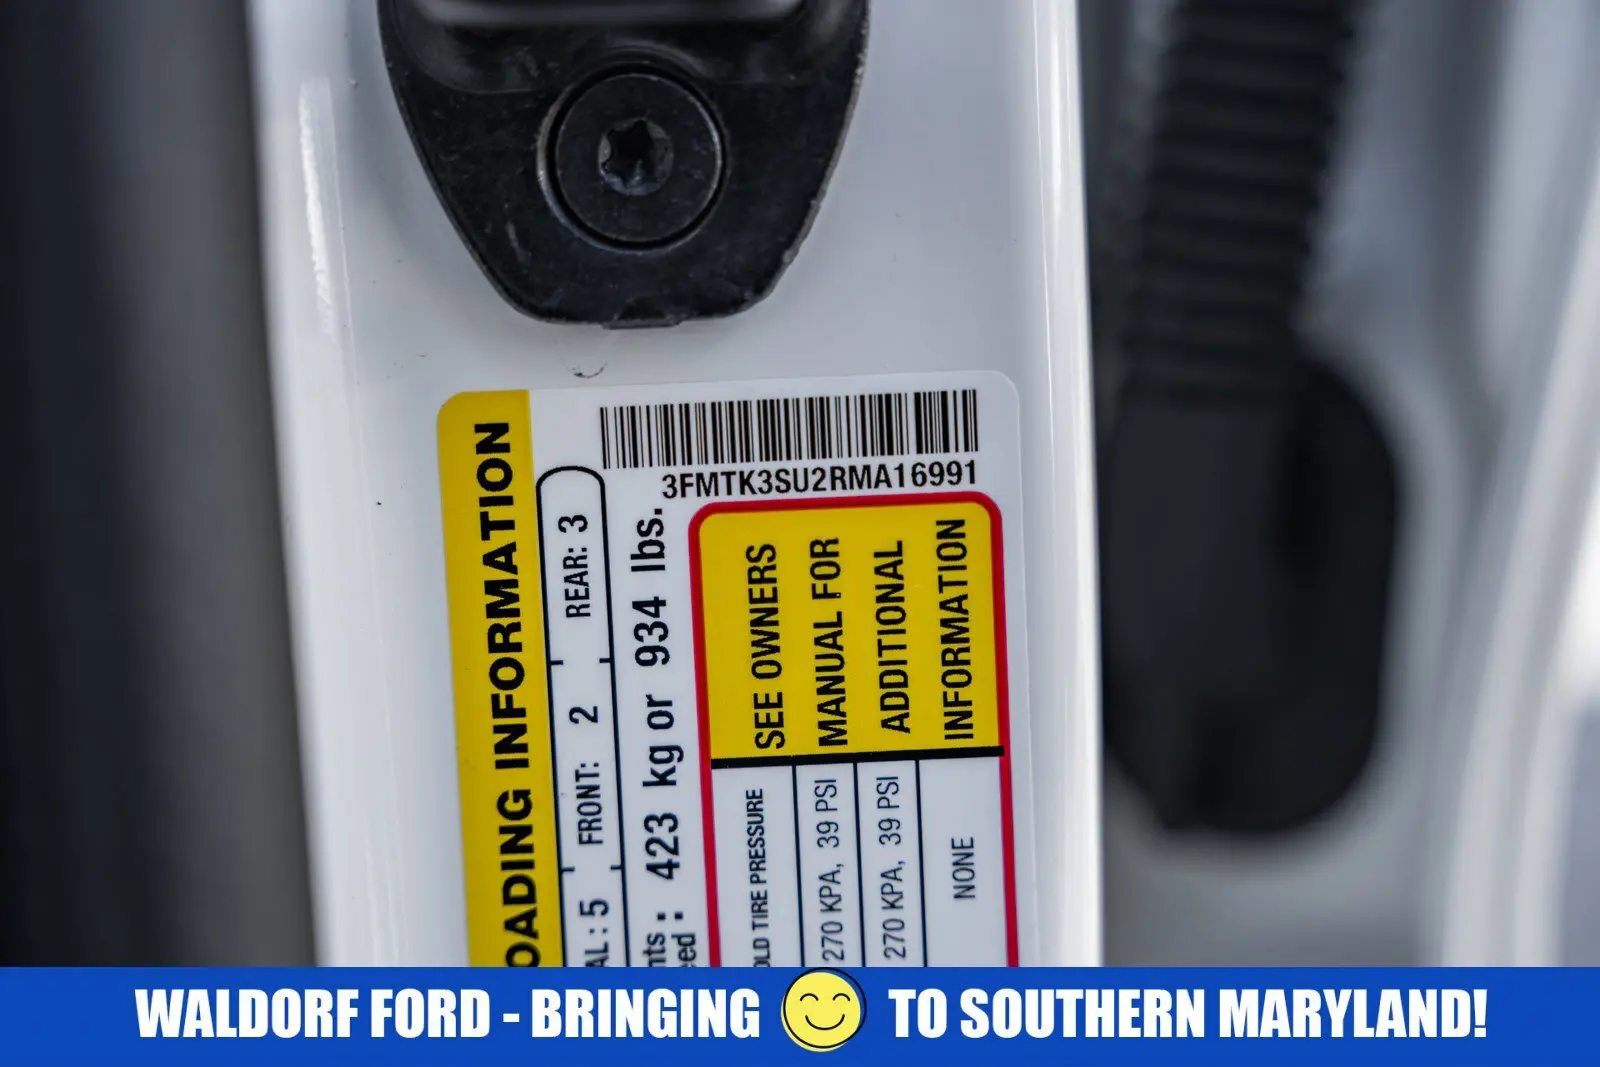 3FMTK3SU2RMA16991
OADING INFORMATION
AL: 5 FRONT: 2 REAR: 3
nts : 423 kg or 934 lbs.
eed
OLD TIRE PRESSURE
270 KPA, 39 PSI
270 KPA, 39 PSI
NONE
SEE OWNERS
MANUAL FOR
ADDITIONAL
INFORMATION
WALDORF FORD - BRINGING TO SOUTHERN MARYLAND!